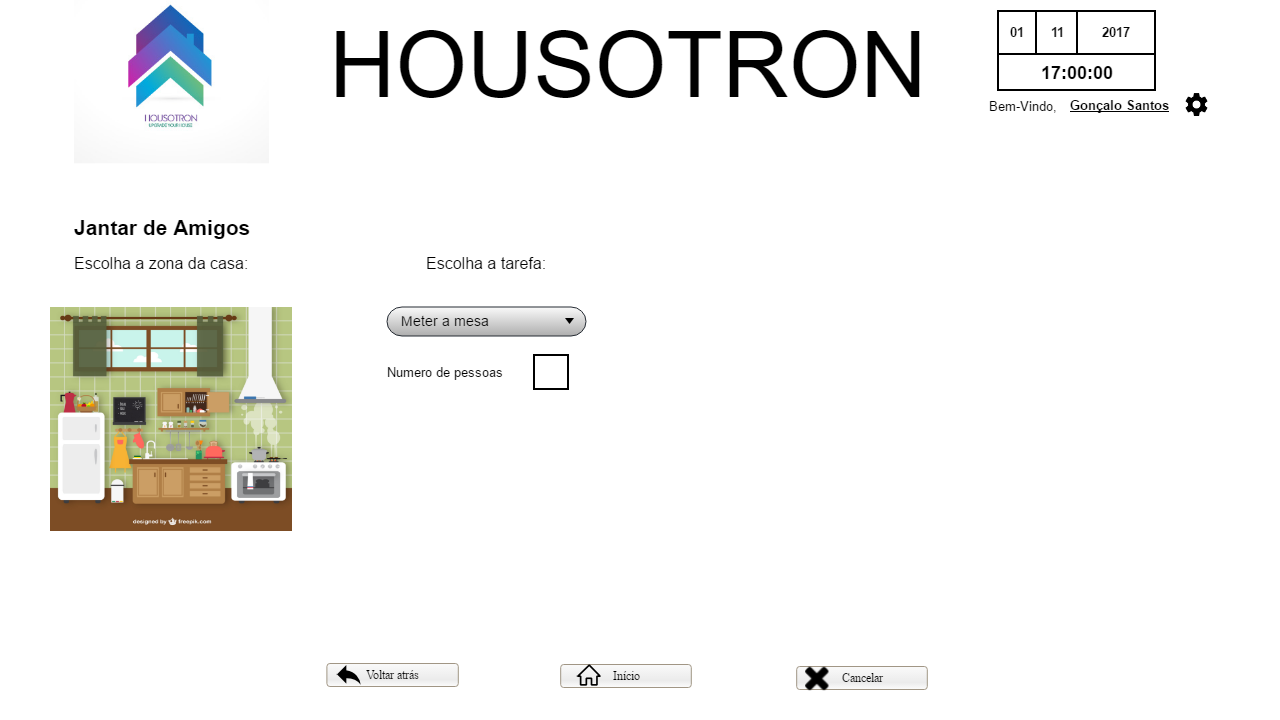 HOUSOTRON
HOUSOTRON
UPGRADE YOUR HOUSE
01 11 2017
17:00:00
Bem-Vindo, Gonçalo Santos
Jantar de Amigos
Escolha a zona da casa:
Escolha a tarefa:
Meter a mesa
Numero de pessoas
designed by freepik.com
Voltar atrás
Início
Cancelar